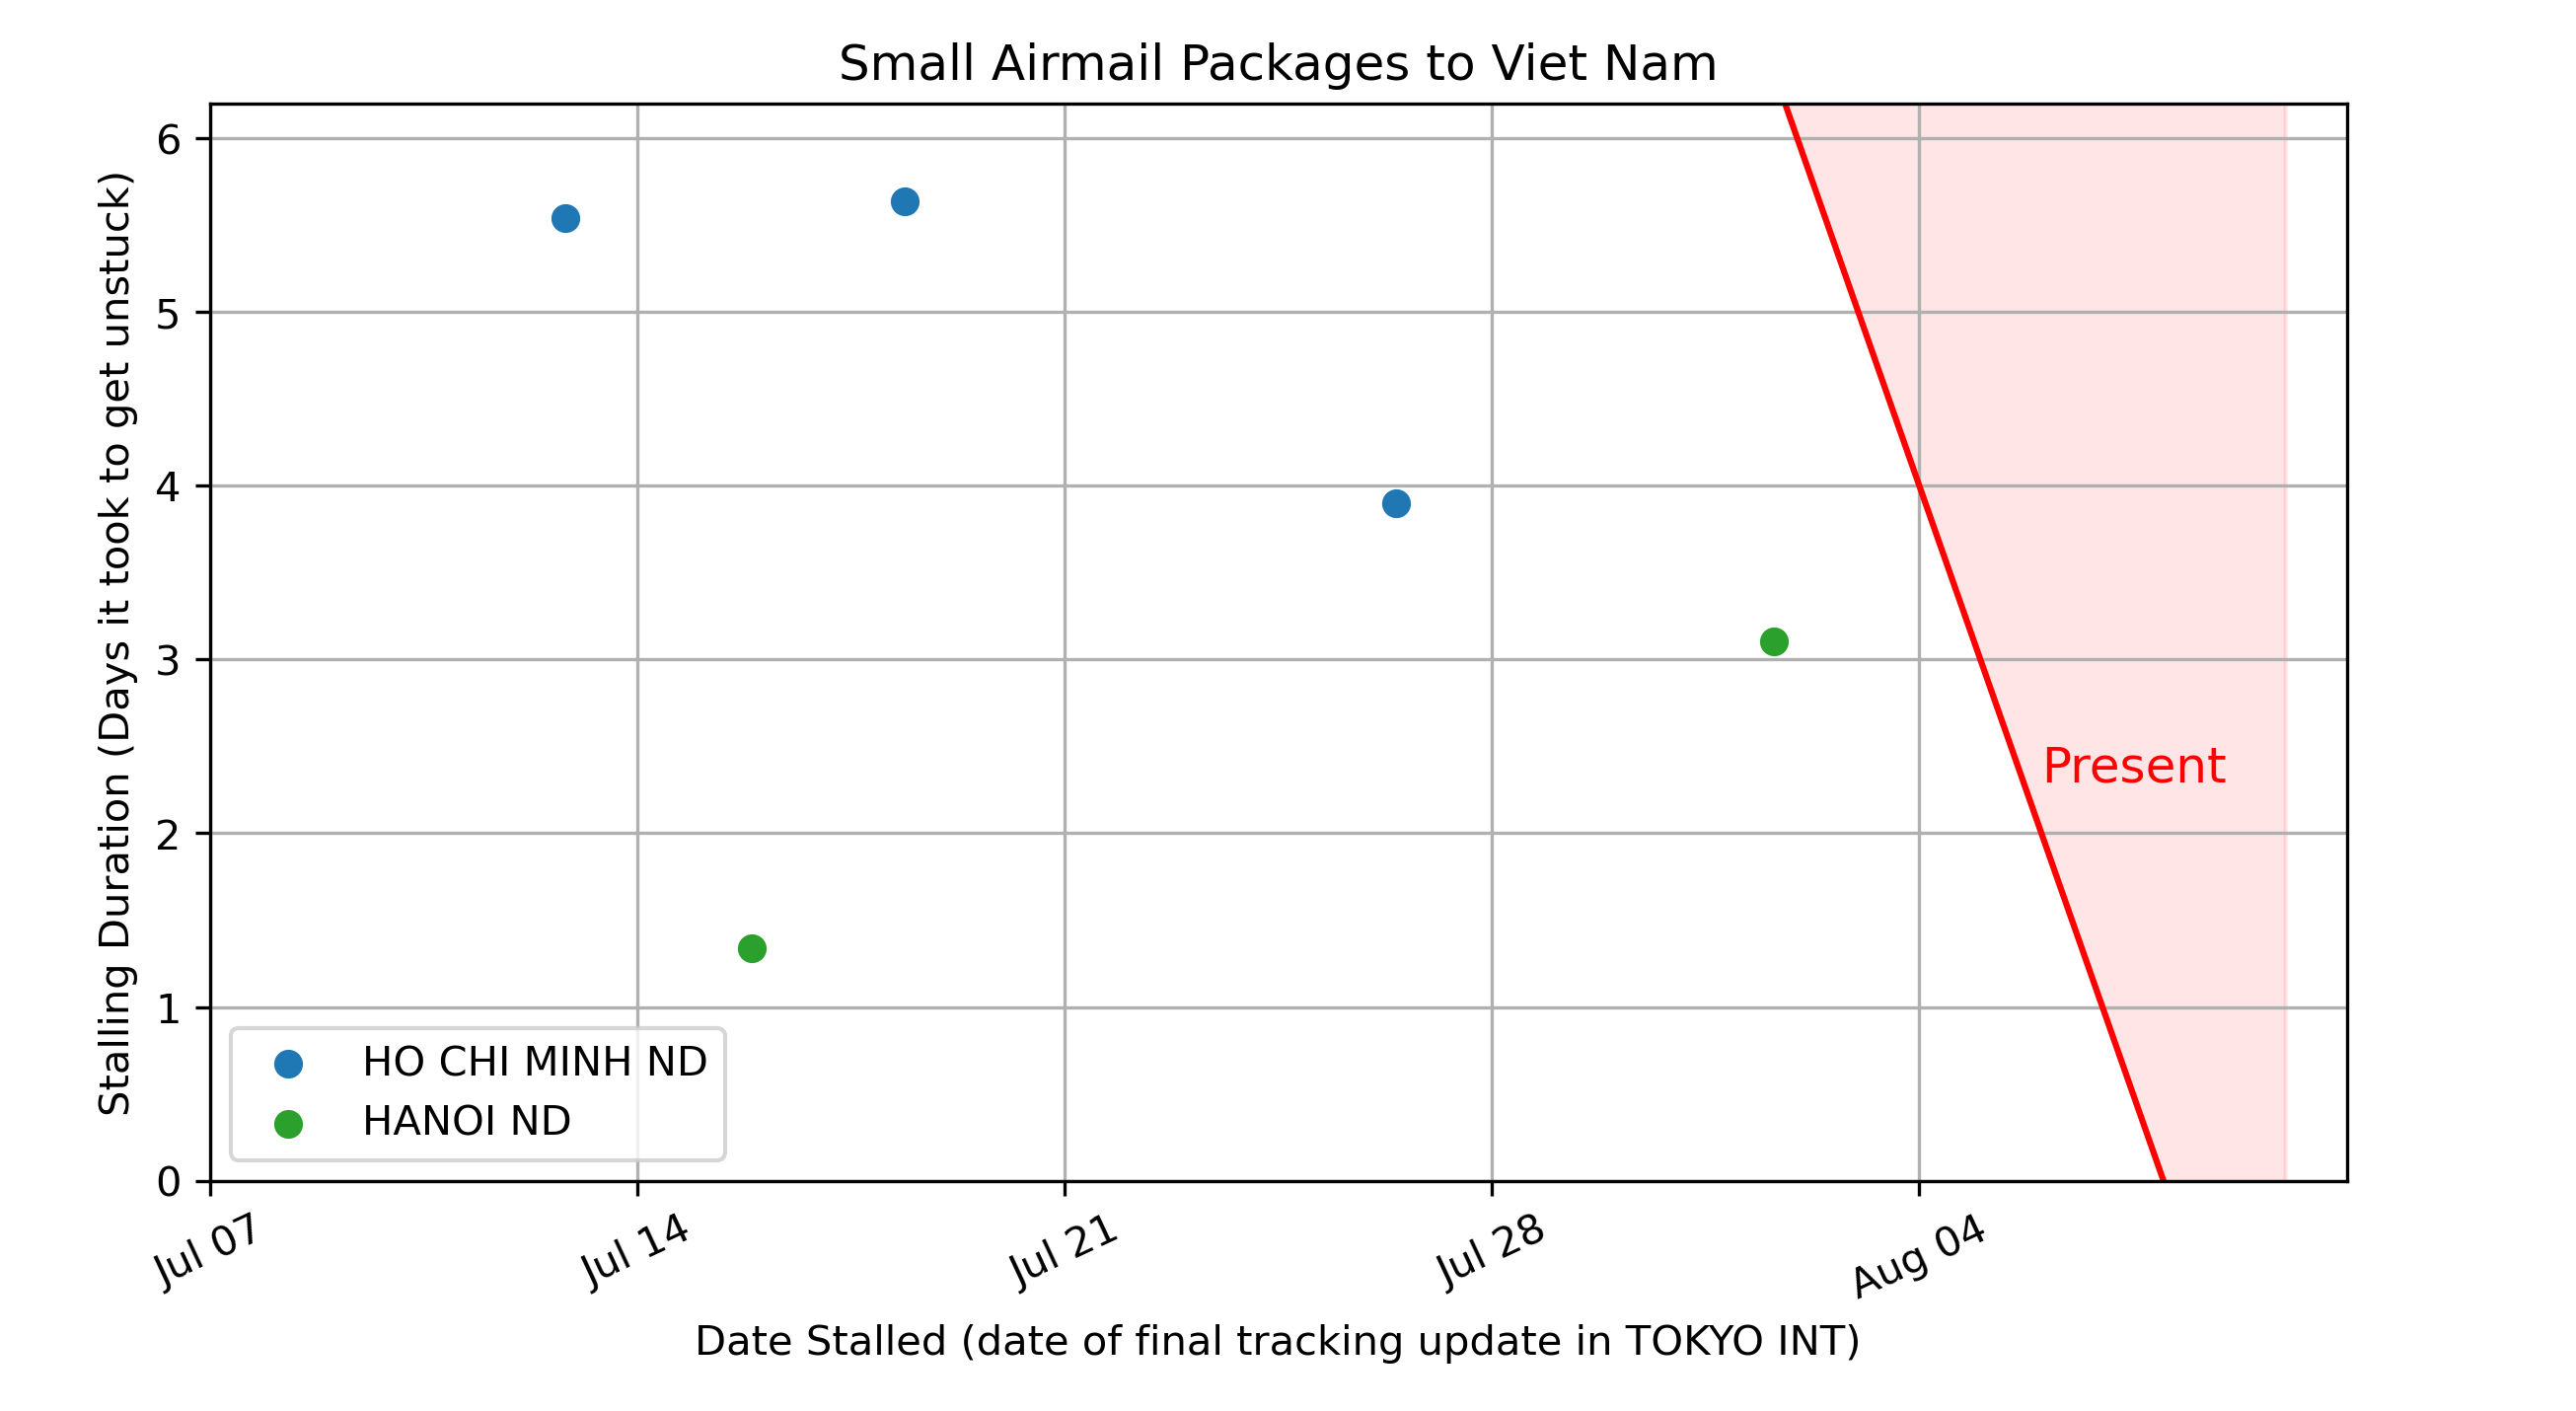 Small Airmail Packages to Viet Nam
Stalling Duration (Days it took to get unstuck)
6
5
4
3
2
1
0
Present
HO CHI MINH ND
HANOI ND
Jul 07
Jul 14
Jul 21
Jul 28
Aug 04
Date Stalled (date of final tracking update in TOKYO INT)